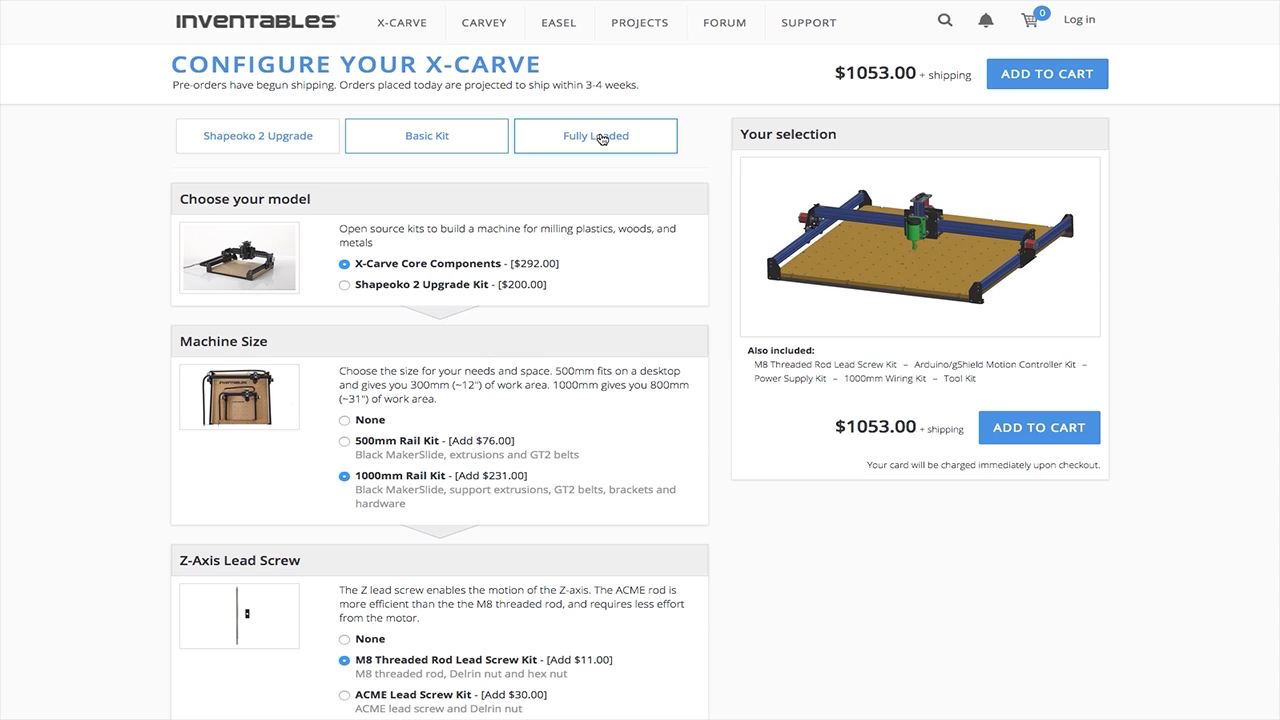 INVENTABLES
X-CARVE CARVEY EASEL PROJECTS FORUM SUPPORT
0
Log in
CONFIGURE YOUR X-CARVE
Pre-orders have begun shipping. Orders placed today are projected to ship within 3-4 weeks.
$1053.00 + shipping
ADD TO CART
Shapeoko 2 Upgrade
Basic Kit
Fully Loaded
Choose your model
Open source kits to build a machine for milling plastics, woods, and
metals
X-Carve Core Components - [$292.00]
Shapeoko 2 Upgrade Kit - [$200.00]
Machine Size
INVENTABLES
Choose the size for your needs and space. 500mm fits on a desktop
and gives you 300mm (~12") of work area. 1000mm gives you 800mm
(~31") of work area.
None
500mm Rail Kit - [Add $76.00]
Black MakerSlide, extrusions and GT2 belts
1000mm Rail Kit - [Add $231.00]
Black MakerSlide, support extrusions, GT2 belts, brackets and
hardware
Z-Axis Lead Screw
The Z lead screw enables the motion of the Z-axis. The ACME rod is
more efficient than the the M8 threaded rod, and requires less effort
from the motor.
None
M8 Threaded Rod Lead Screw Kit - [Add $11.00]
M8 threaded rod, Delrin nut and hex nut
ACME Lead Screw Kit - [Add $30.00]
ACME lead screw and Delrin nut
Your selection
Also included:
M8 Threaded Rod Lead Screw Kit – Arduino/gShield Motion Controller Kit –
Power Supply Kit – 1000mm Wiring Kit – Tool Kit
$1053.00 + shipping
ADD TO CART
Your card will be charged immediately upon checkout.